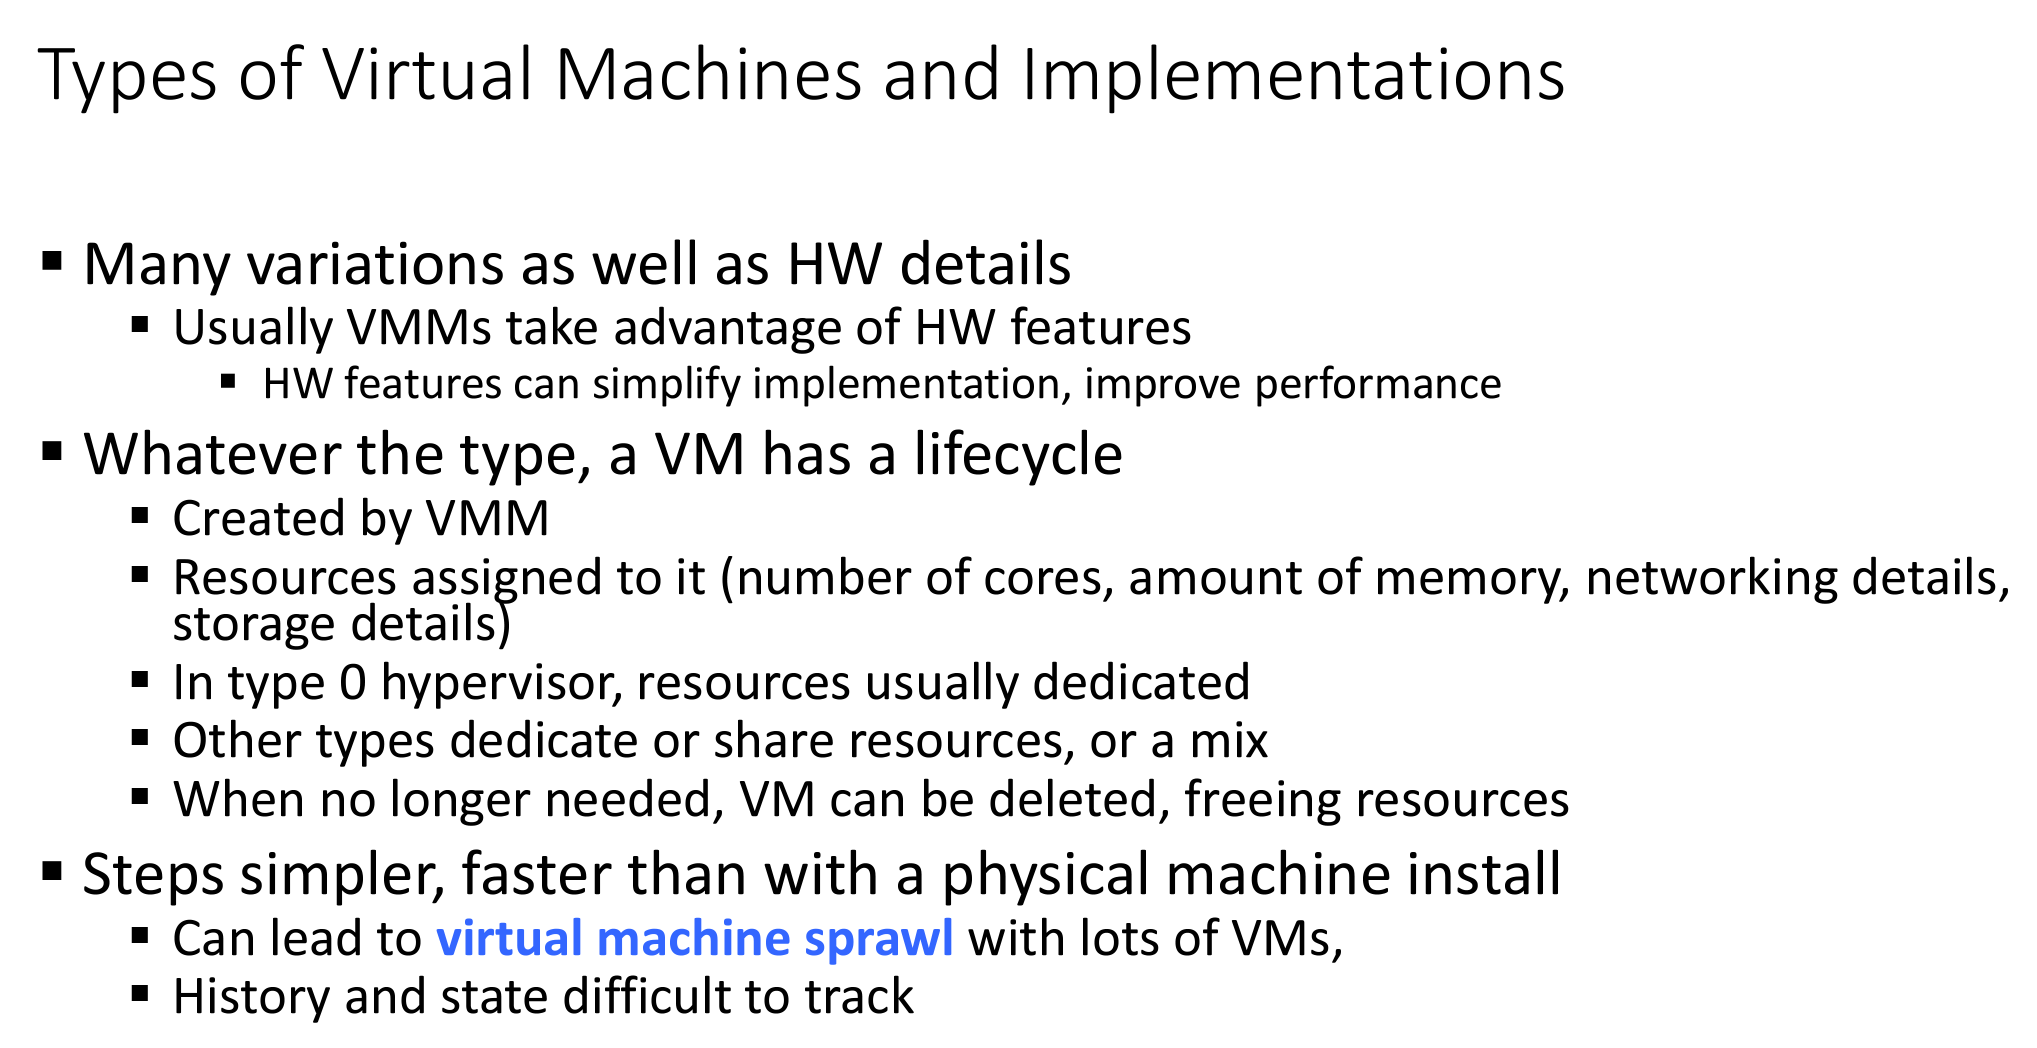 Types of Virtual Machines and Implementations
▪ Many variations as well as HW details
▪ Usually VMMs take advantage of HW features
▪ HW features can simplify implementation, improve performance
▪ Whatever the type, a VM has a lifecycle
▪ Created by VMM
▪ Resources assigned to it (number of cores, amount of memory, networking details,
storage details)
▪ In type 0 hypervisor, resources usually dedicated
▪ Other types dedicate or share resources, or a mix
▪ When no longer needed, VM can be deleted, freeing resources
▪ Steps simpler, faster than with a physical machine install
▪ Can lead to virtual machine sprawl with lots of VMs,
▪ History and state difficult to track